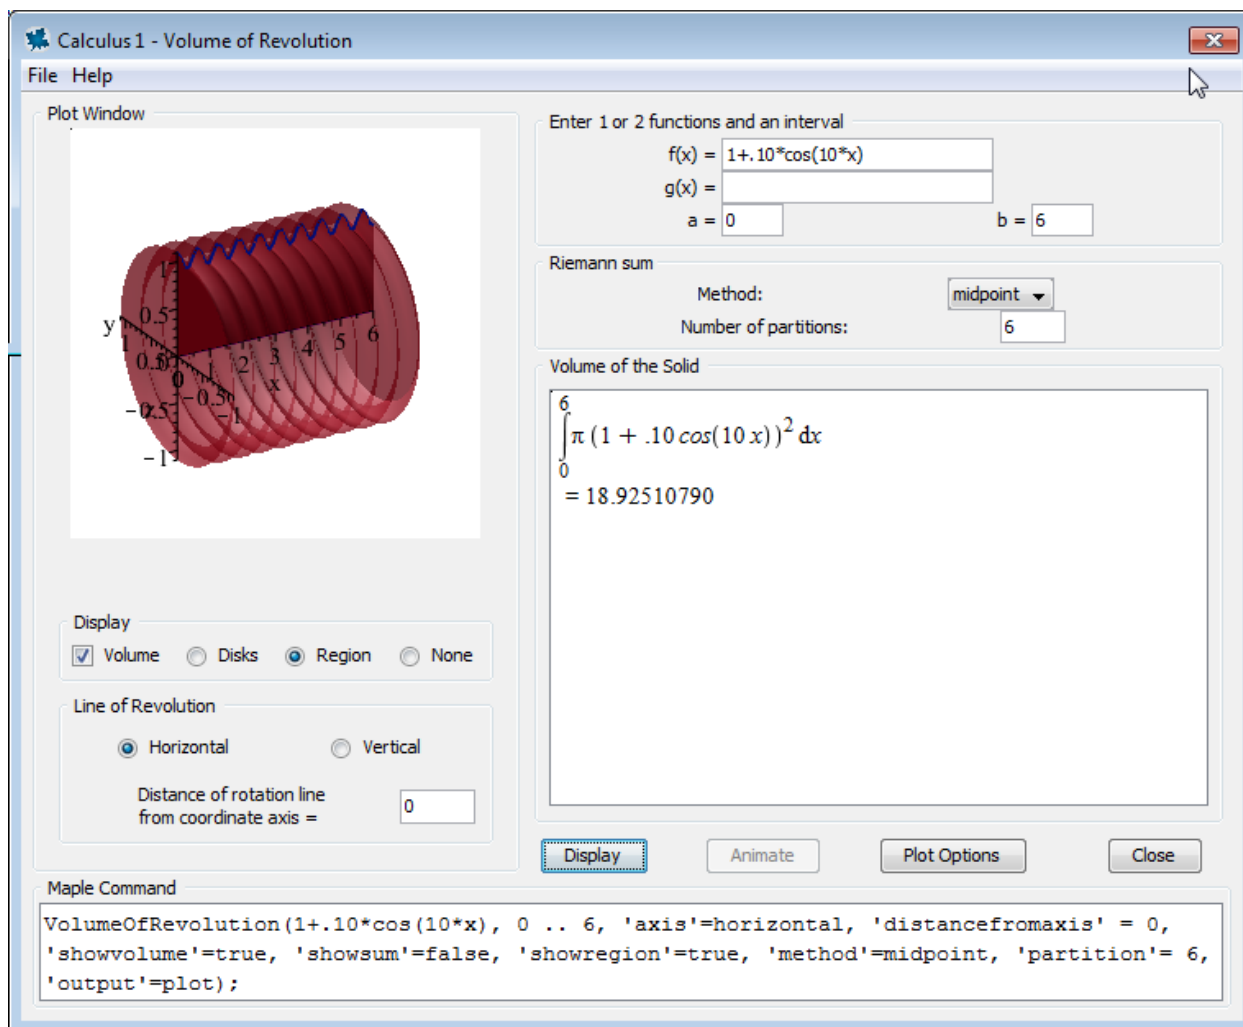 Calculus 1 - Volume of Revolution
File Help
Plot Window
1
0.5
y
1
0.5
0
0
-0.5
-0.5
-1
-1
1
2
3
4
5
6
x
Display
Volume Disks Region None
Line of Revolution
Horizontal Vertical
Distance of rotation line
from coordinate axis =
0
Enter 1 or 2 functions and an interval
f(x) = 1+.10*cos(10*x)
g(x) =
a = 0 b = 6
Riemann sum
Method: midpoint
Number of partitions: 6
Volume of the Solid
6
∫π (1 + .10 cos(10 x))² dx
0
= 18.92510790
Display Animate Plot Options Close
Maple Command
VolumeOfRevolution(1+.10*cos(10*x), 0 .. 6, 'axis'=horizontal, 'distancefromaxis' = 0,
'showvolume'=true, 'showsum'=false, 'showregion'=true, 'method'=midpoint, 'partition'= 6,
'output'=plot);